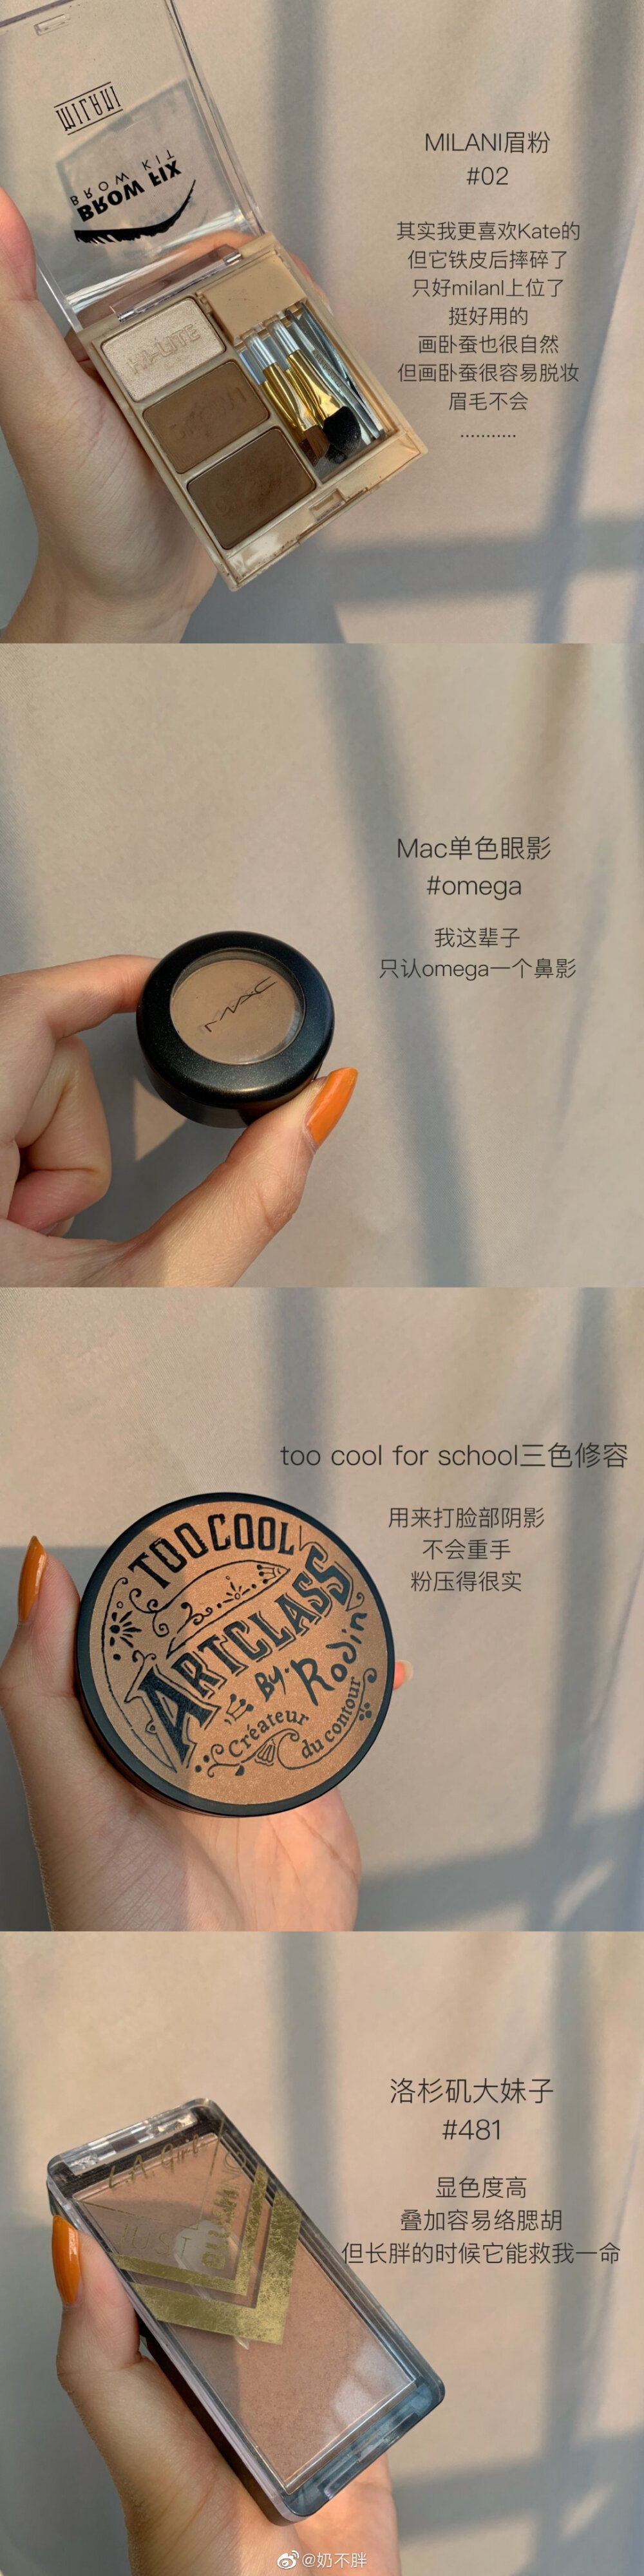 MILANI
BROW KIT
BROW FIX
HI-LITE
MILANI眉粉
#02
其实我更喜欢Kate的
但它铁皮后摔碎了
只好milanl上位了
挺好用的
画卧蚕也很自然
但画卧蚕很容易脱妆
眉毛不会
...........
Mac单色眼影
#omega
我这辈子
只认omega一个鼻影
MAC
too cool for school三色修容
用来打脸部阴影
不会重手
粉压得很实
TOO COOL
ARTCLASS
By. Rodin
Créateur
du contour
洛杉矶大妹子
#481
显色度高
叠加容易络腮胡
但长胖的时候它能救我一命
L.A. Girl
JUST
@奶不胖